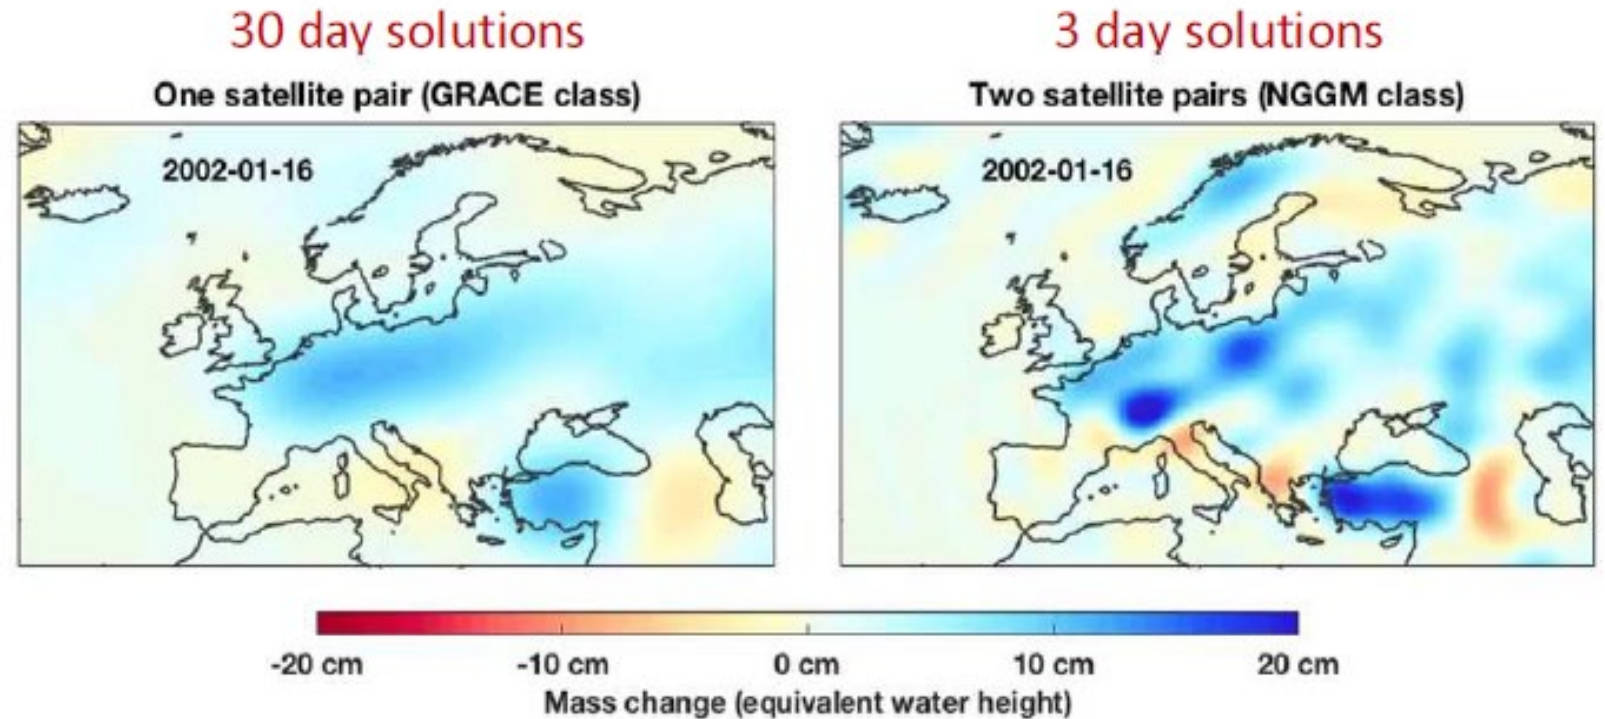 30 day solutions
3 day solutions
One satellite pair (GRACE class)
Two satellite pairs (NGGM class)
2002-01-16
2002-01-16
-20 cm
-10 cm
0 cm
10 cm
20 cm
Mass change (equivalent water height)